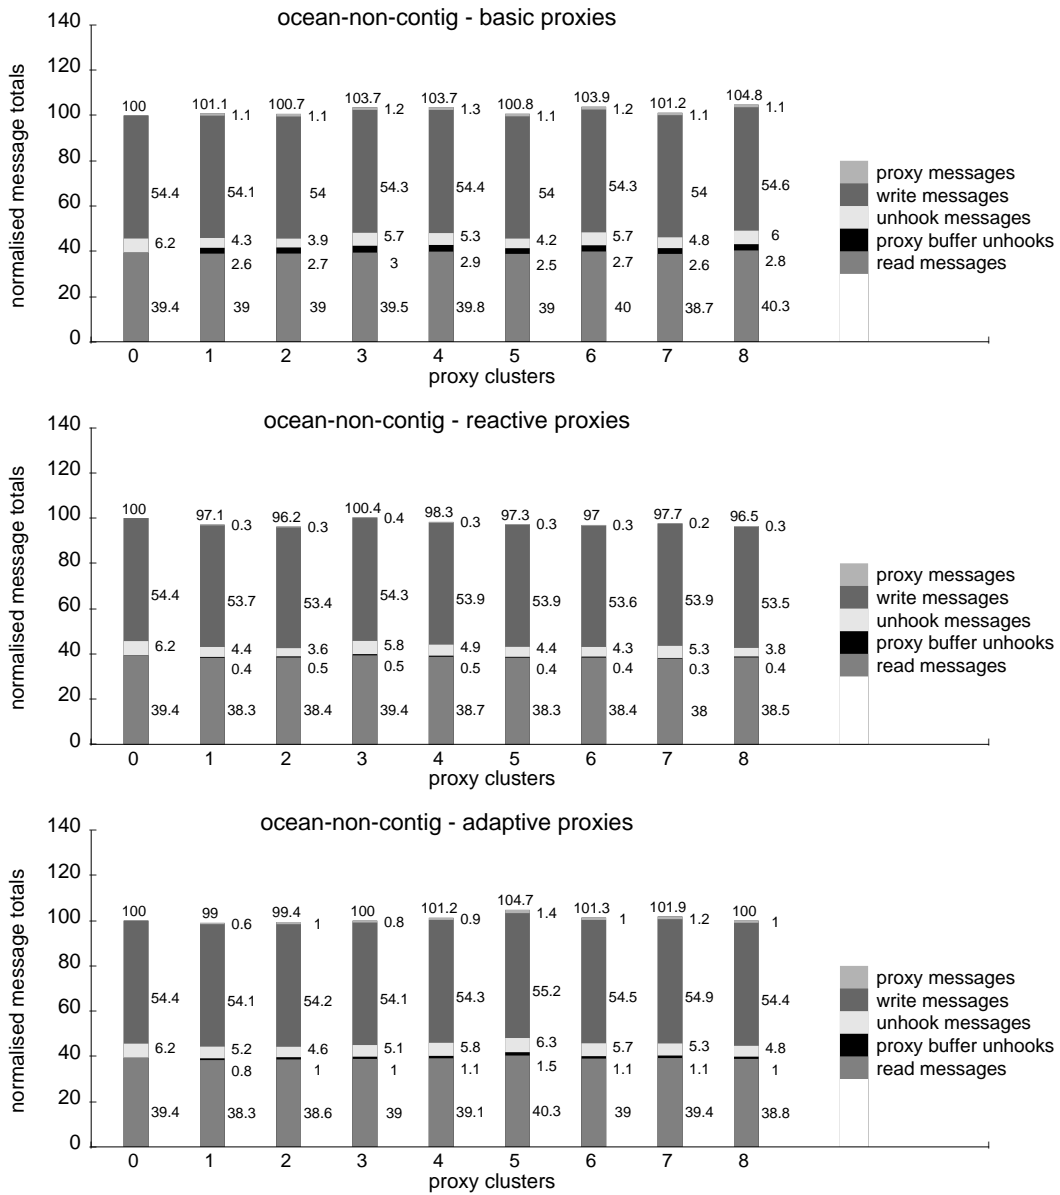 ocean-non-contig - basic proxies
normalised message totals
140
120
100
80
60
40
20
0
100 101.1 100.7 103.7 103.7 100.8 103.9 101.2 104.8
1.1 1.1 1.2 1.3 1.1 1.2 1.1 1.1
54.4 54.1 54 54.3 54.4 54 54.3 54 54.6
6.2 4.3 3.9 5.7 5.3 4.2 5.7 4.8 6
2.6 2.7 3 2.9 2.5 2.7 2.6 2.8
39.4 39 39 39.5 39.8 39 40 38.7 40.3
0 1 2 3 4 5 6 7 8
proxy clusters
proxy messages
write messages
unhook messages
proxy buffer unhooks
read messages
ocean-non-contig - reactive proxies
normalised message totals
140
120
100
80
60
40
20
0
100 97.1 96.2 100.4 98.3 97.3 97 97.7 96.5
0.3 0.3 0.4 0.3 0.3 0.3 0.2 0.3
54.4 53.7 53.4 54.3 53.9 53.9 53.6 53.9 53.5
6.2 4.4 3.6 5.8 4.9 4.4 4.3 5.3 3.8
0.4 0.5 0.5 0.5 0.4 0.4 0.3 0.4
39.4 38.3 38.4 39.4 38.7 38.3 38.4 38 38.5
0 1 2 3 4 5 6 7 8
proxy clusters
proxy messages
write messages
unhook messages
proxy buffer unhooks
read messages
ocean-non-contig - adaptive proxies
normalised message totals
140
120
100
80
60
40
20
0
100 99 99.4 100 101.2 104.7 101.3 101.9 100
0.6 1 0.8 0.9 1.4 1 1.2 1
54.4 54.1 54.2 54.1 54.3 55.2 54.5 54.9 54.4
6.2 5.2 4.6 5.1 5.8 6.3 5.7 5.3 4.8
0.8 1 1 1.1 1.5 1.1 1.1 1
39.4 38.3 38.6 39 39.1 40.3 39 39.4 38.8
0 1 2 3 4 5 6 7 8
proxy clusters
proxy messages
write messages
unhook messages
proxy buffer unhooks
read messages